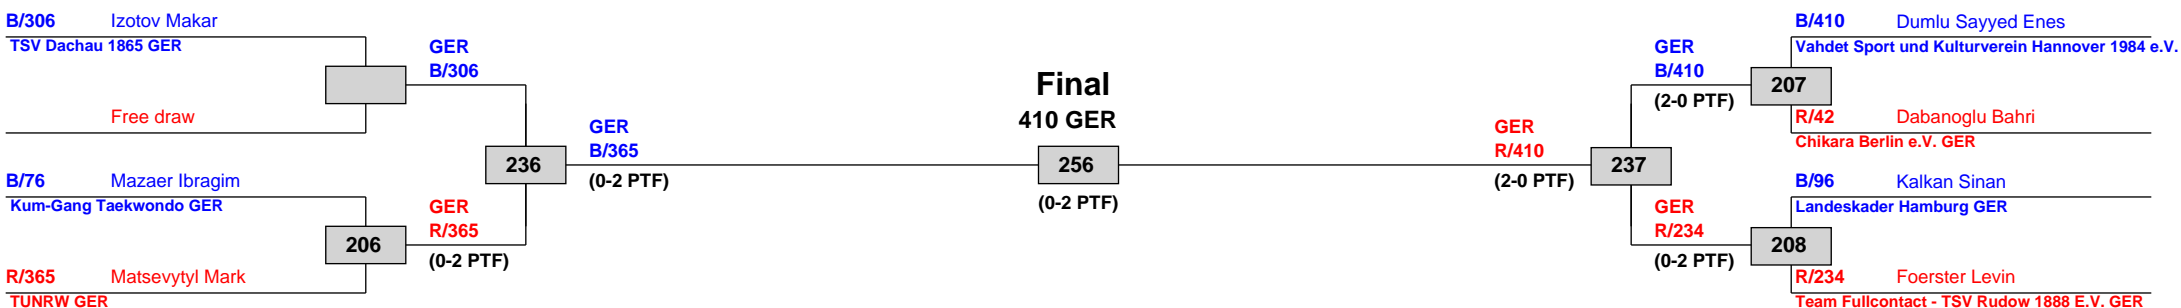 B/306 Izotov Makar
TSV Dachau 1865 GER
Free draw
B/76 Mazaer Ibragim
Kum-Gang Taekwondo GER
206
R/365 Matsevytyl Mark
TUNRW GER
GER
B/306
GER
R/365
(0-2 PTF)
236
GER
B/365
(0-2 PTF)
Final
410 GER
256
(0-2 PTF)
GER
R/410
(2-0 PTF)
237
GER
B/410
(2-0 PTF)
GER
R/234
(0-2 PTF)
B/410 Dumlu Sayyed Enes
Vahdet Sport und Kulturverein Hannover 1984 e.V.
207
R/42 Dabanoglu Bahri
Chikara Berlin e.V. GER
B/96 Kalkan Sinan
Landeskader Hamburg GER
208
R/234 Foerster Levin
Team Fullcontact - TSV Rudow 1888 E.V. GER